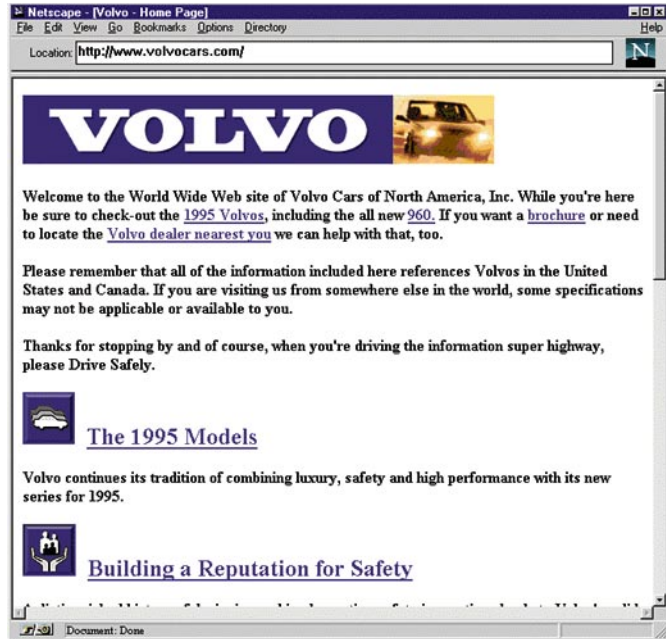 Netscape - [Volvo - Home Page]
File Edit View Go Bookmarks Options Directory Help
Location: http://www.volvocars.com/
N
VOLVO
Welcome to the World Wide Web site of Volvo Cars of North America, Inc. While you're here
be sure to check-out the 1995 Volvos, including the all new 960. If you want a brochure or need
to locate the Volvo dealer nearest you we can help with that, too.
Please remember that all of the information included here references Volvos in the United
States and Canada. If you are visiting us from somewhere else in the world, some specifications
may not be applicable or available to you.
Thanks for stopping by and of course, when you're driving the information super highway,
please Drive Safely.
The 1995 Models
Volvo continues its tradition of combining luxury, safety and high performance with its new
series for 1995.
Building a Reputation for Safety
Document: Done